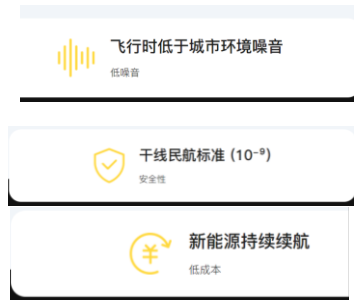 飞行时低于城市环境噪音
低噪音
干线民航标准 (10⁻⁹)
安全性
新能源持续续航
低成本